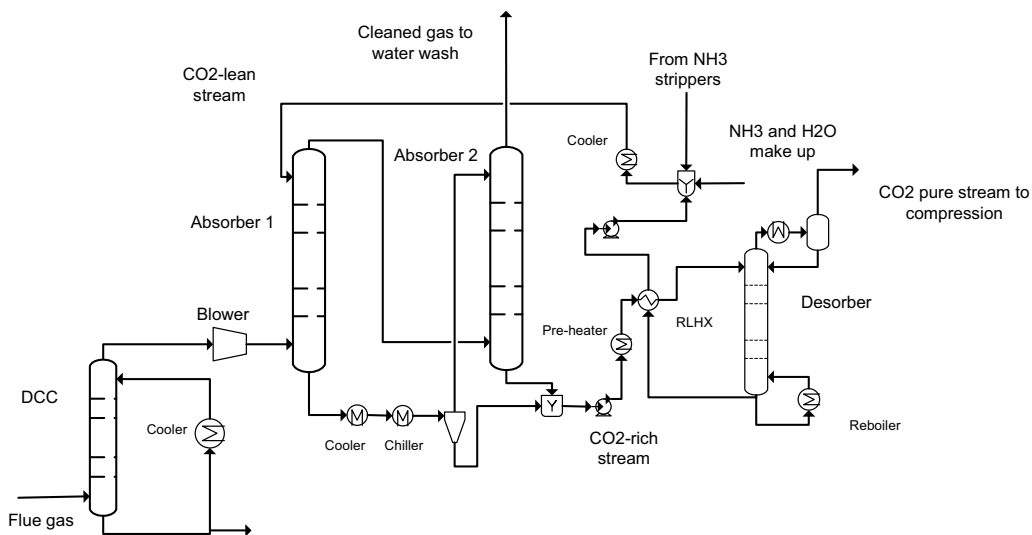 Cleaned gas to
water wash
From NH3
strippers
CO2-lean
stream
NH3 and H2O
make up
Cooler
Absorber 2
CO2 pure stream to
compression
Absorber 1
Desorber
Blower
RLHX
Pre-heater
DCC
Cooler
Cooler
Chiller
CO2-rich
stream
Reboiler
Flue gas